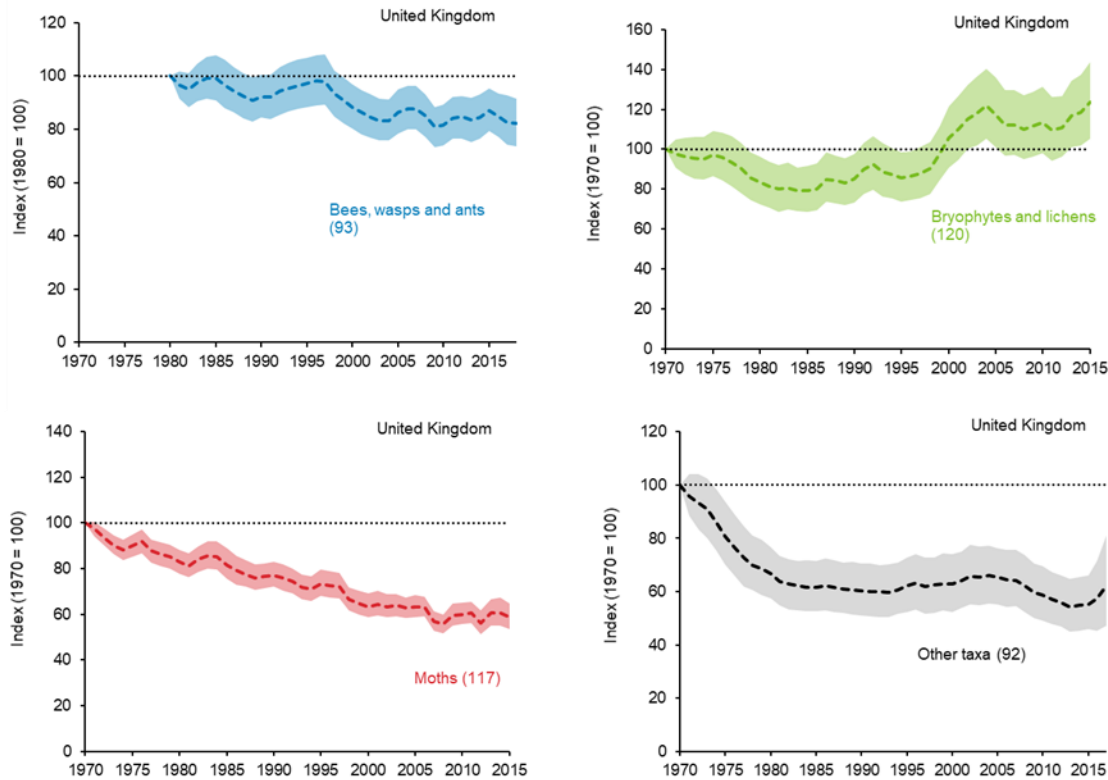 United Kingdom
Index (1980 = 100)
120
100
80
60
40
20
0
Bees, wasps and ants
(93)
1970 1975 1980 1985 1990 1995 2000 2005 2010 2015
United Kingdom
Index (1970 = 100)
160
140
120
100
80
60
40
20
0
Bryophytes and lichens
(120)
1970 1975 1980 1985 1990 1995 2000 2005 2010 2015
United Kingdom
Index (1970 = 100)
140
120
100
80
60
40
20
0
Moths (117)
1970 1975 1980 1985 1990 1995 2000 2005 2010 2015
United Kingdom
Index (1970 = 100)
120
100
80
60
40
20
0
Other taxa (92)
1970 1975 1980 1985 1990 1995 2000 2005 2010 2015